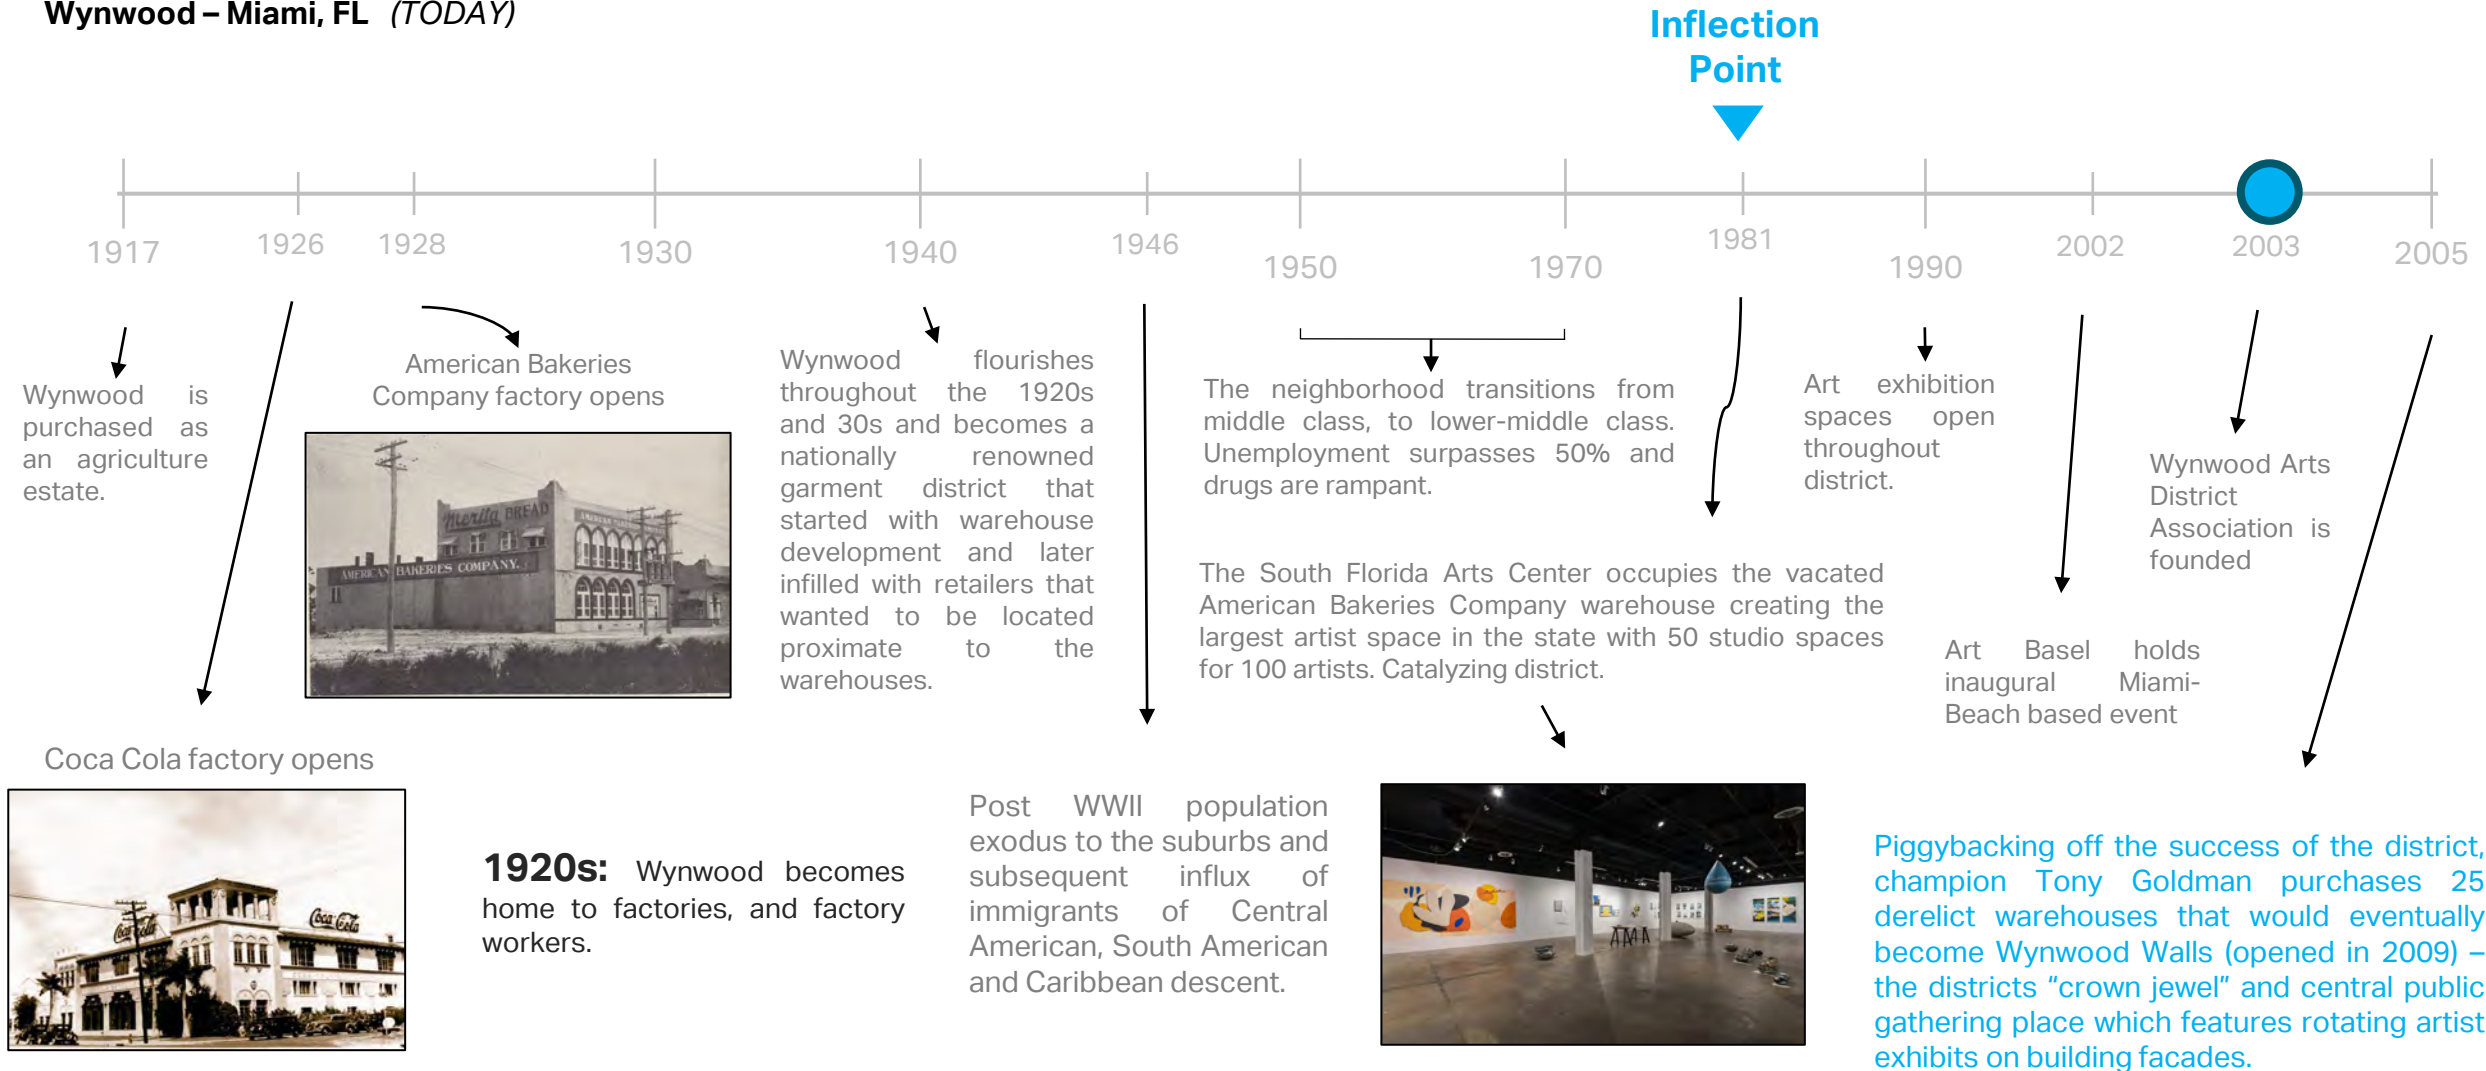 Wynwood – Miami, FL (TODAY)
Inflection
Point
1917
1926
1928
1930
1940
1946
1950
1970
1981
1990
2002
2003
2005
Wynwood is
purchased as
an agriculture
estate.
American Bakeries
Company factory opens
Merita BREAD
AMERICAN BAKERIES COMPANY.
Wynwood flourishes
throughout the 1920s
and 30s and becomes a
nationally renowned
garment district that
started with warehouse
development and later
infilled with retailers that
wanted to be located
proximate to the
warehouses.
The neighborhood transitions from
middle class, to lower-middle class.
Unemployment surpasses 50% and
drugs are rampant.
Art exhibition
spaces open
throughout
district.
Wynwood Arts
District
Association is
founded
The South Florida Arts Center occupies the vacated
American Bakeries Company warehouse creating the
largest artist space in the state with 50 studio spaces
for 100 artists. Catalyzing district.
Art Basel holds
inaugural Miami-
Beach based event
Coca Cola factory opens
Coca-Cola
Coca-Cola
1920s: Wynwood becomes
home to factories, and factory
workers.
Post WWII population
exodus to the suburbs and
subsequent influx of
immigrants of Central
American, South American
and Caribbean descent.
Piggybacking off the success of the district,
champion Tony Goldman purchases 25
derelict warehouses that would eventually
become Wynwood Walls (opened in 2009) –
the districts “crown jewel” and central public
gathering place which features rotating artist
exhibits on building facades.